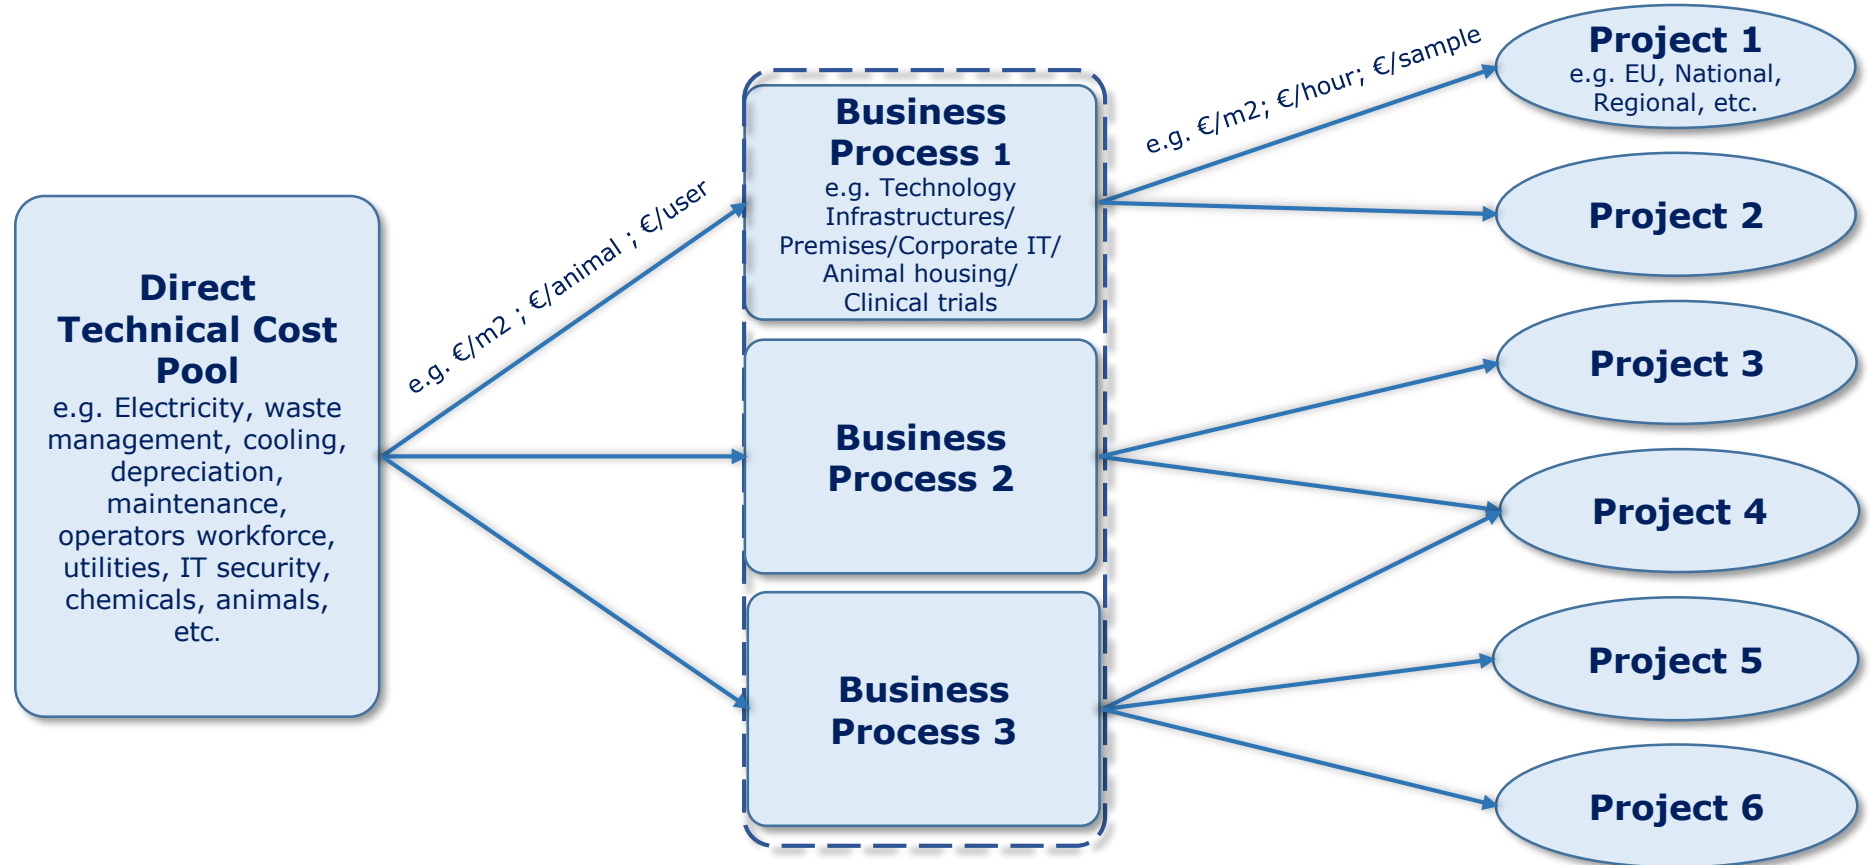 Direct
Technical Cost
Pool
e.g. Electricity, waste
management, cooling,
depreciation,
maintenance,
operators workforce,
utilities, IT security,
chemicals, animals,
etc.
e.g. €/m2 ; €/animal ; €/user
Business
Process 1
e.g. Technology
Infrastructures/
Premises/Corporate IT/
Animal housing/
Clinical trials
Business
Process 2
Business
Process 3
e.g. €/m2; €/hour; €/sample
Project 1
e.g. EU, National,
Regional, etc.
Project 2
Project 3
Project 4
Project 5
Project 6